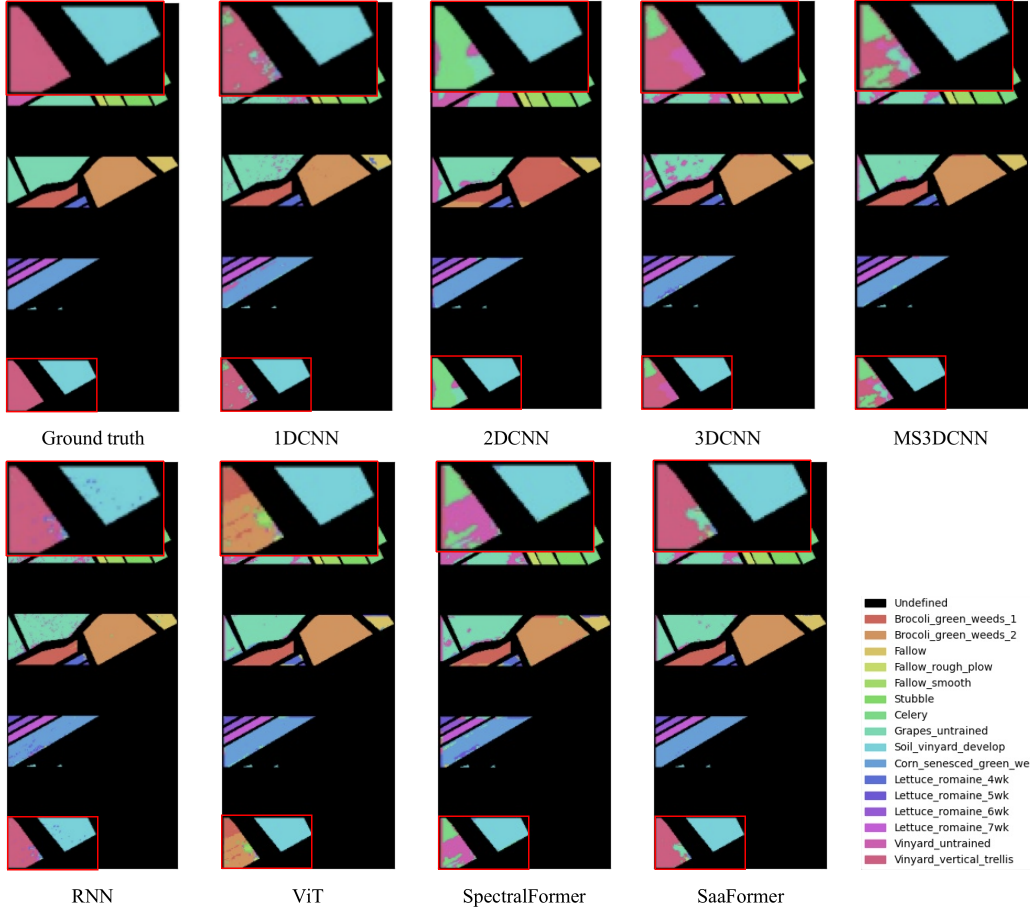 Ground truth
1DCNN
2DCNN
3DCNN
MS3DCNN
Undefined
Brocoli_green_weeds_1
Brocoli_green_weeds_2
Fallow
Fallow_rough_plow
Fallow_smooth
Stubble
Celery
Grapes_untrained
Soil_vinyard_develop
Corn_senesced_green_we
Lettuce_romaine_4wk
Lettuce_romaine_5wk
Lettuce_romaine_6wk
Lettuce_romaine_7wk
Vinyard_untrained
Vinyard_vertical_trellis
RNN
ViT
SpectralFormer
SaaFormer